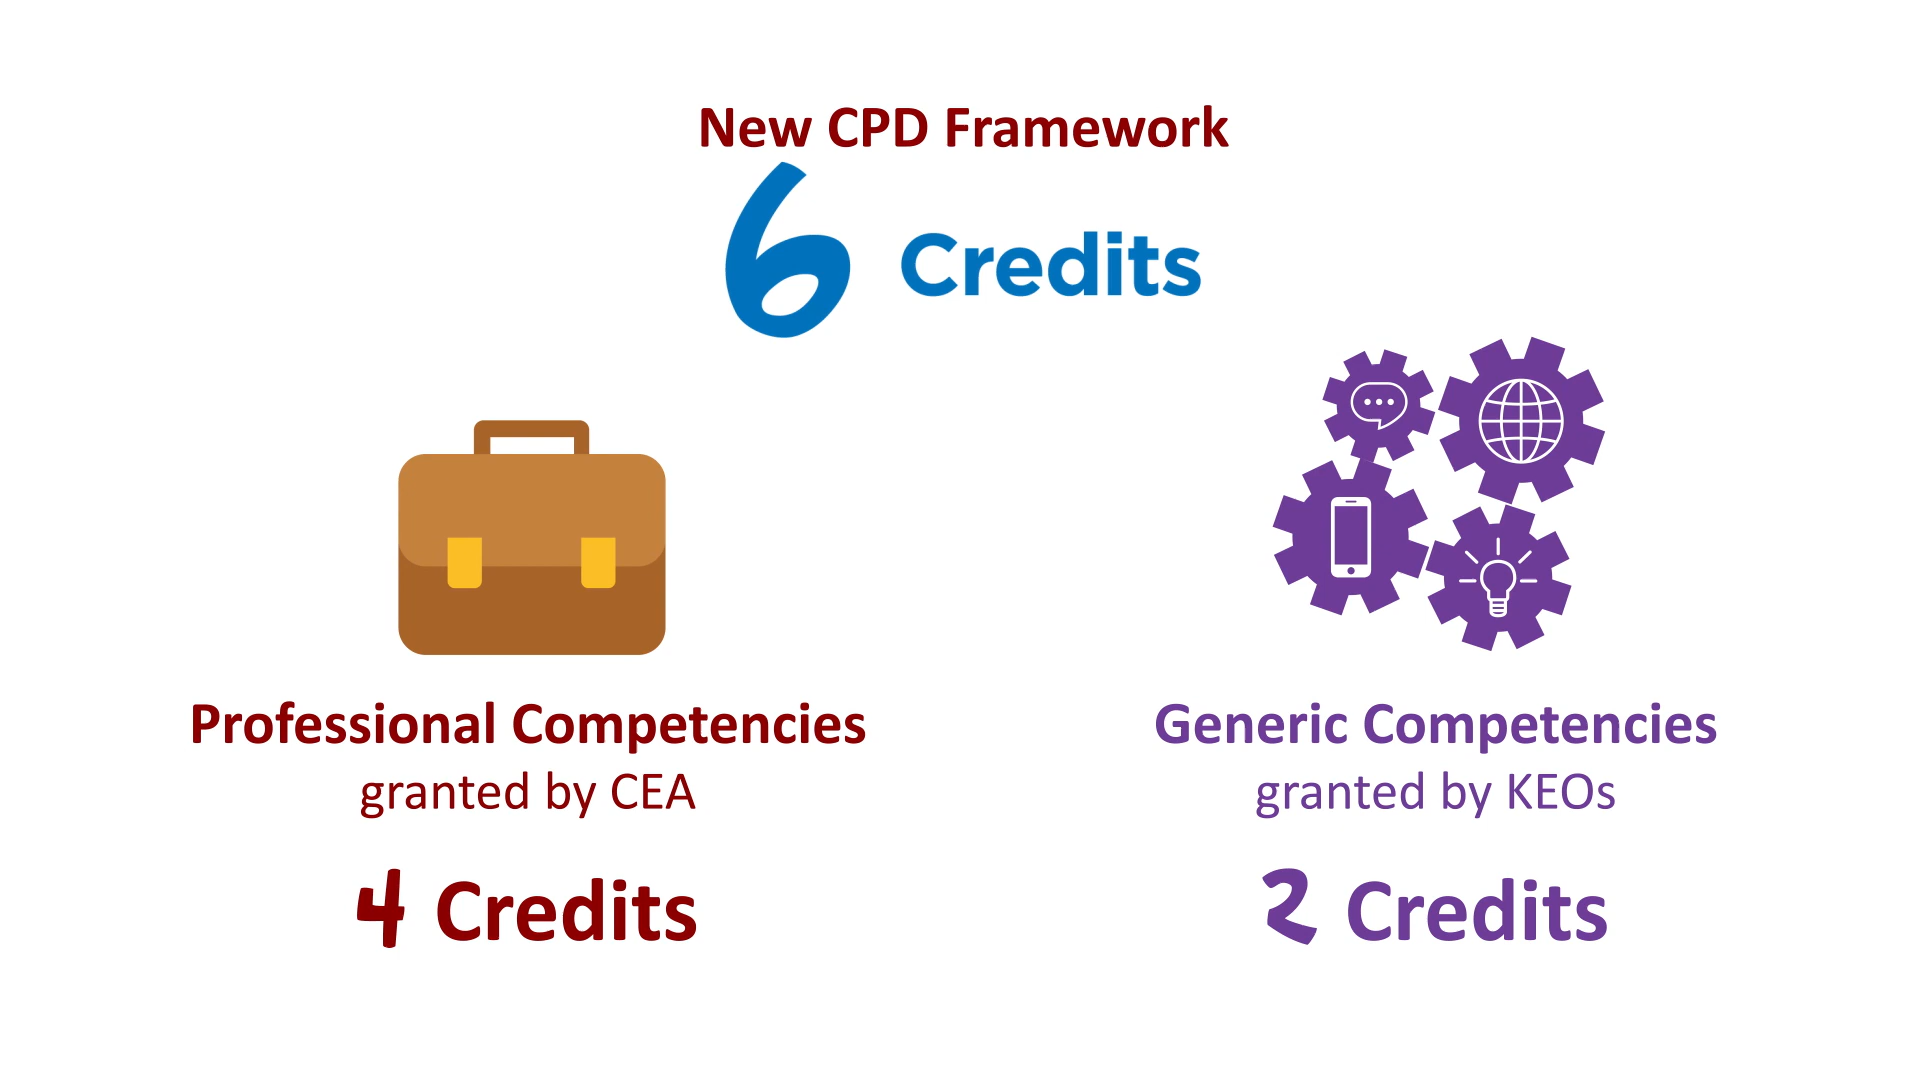 New CPD Framework
6 Credits
Professional Competencies
granted by CEA
4 Credits
Generic Competencies
granted by KEOs
2 Credits